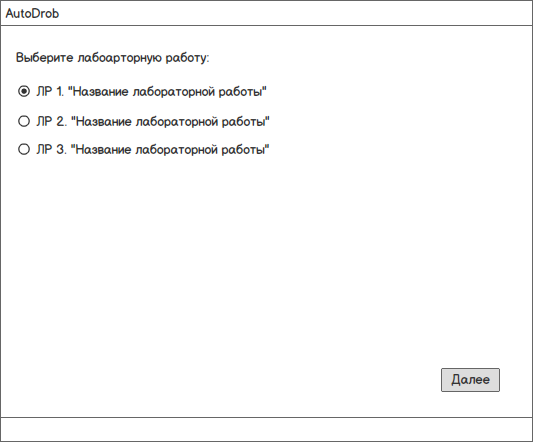 AutoDrob
Выберите лабоарторную работу:
ЛР 1. "Название лабораторной работы"
ЛР 2. "Название лабораторной работы"
ЛР 3. "Название лабораторной работы"
Далее